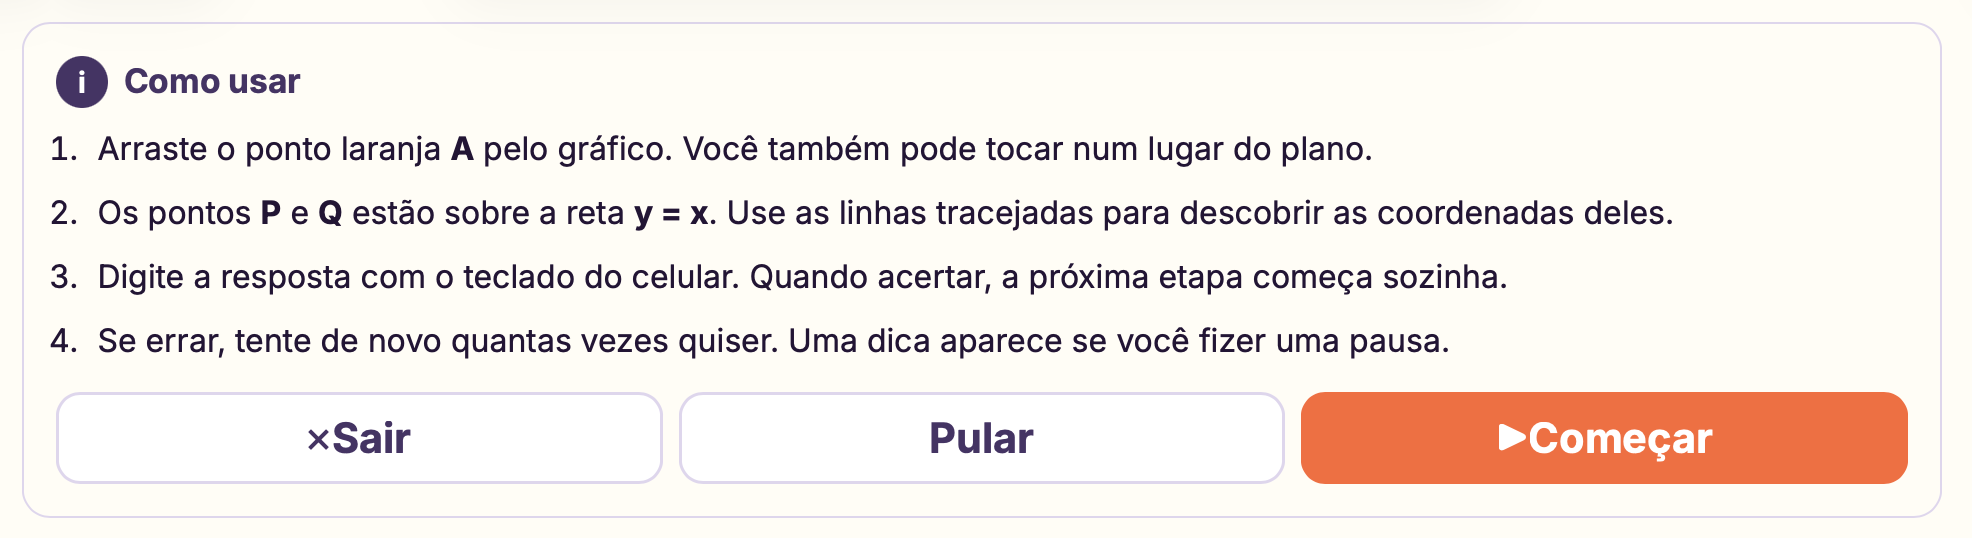 i Como usar
1. Arraste o ponto laranja A pelo gráfico. Você também pode tocar num lugar do plano.
2. Os pontos P e Q estão sobre a reta y = x. Use as linhas tracejadas para descobrir as coordenadas deles.
3. Digite a resposta com o teclado do celular. Quando acertar, a próxima etapa começa sozinha.
4. Se errar, tente de novo quantas vezes quiser. Uma dica aparece se você fizer uma pausa.
×Sair Pular ▶Começar